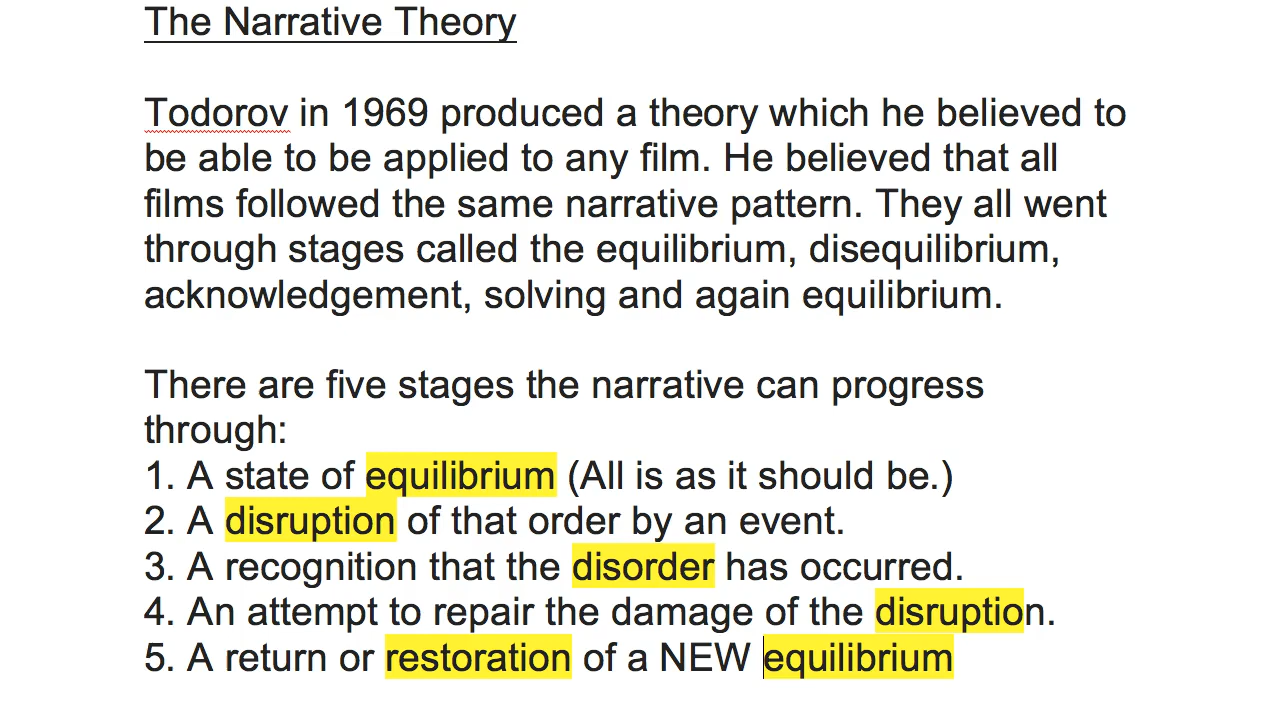 The Narrative Theory
Todorov in 1969 produced a theory which he believed to
be able to be applied to any film. He believed that all
films followed the same narrative pattern. They all went
through stages called the equilibrium, disequilibrium,
acknowledgement, solving and again equilibrium.
There are five stages the narrative can progress
through:
1. A state of equilibrium (All is as it should be.)
2. A disruption of that order by an event.
3. A recognition that the disorder has occurred.
4. An attempt to repair the damage of the disruption.
5. A return or restoration of a NEW equilibrium